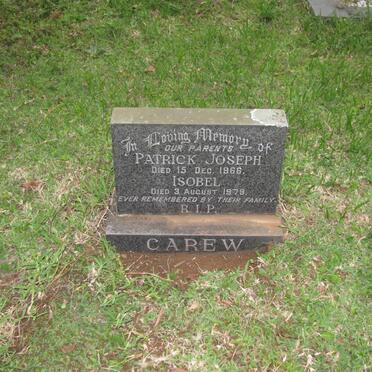 In Loving Memory of
OUR PARENTS
PATRICK JOSEPH
DIED 15 DEC. 1966.
ISOBEL
DIED 3 AUGUST 1979.
EVER REMEMBERED BY THEIR FAMILY.
R.I.P.
CAREW